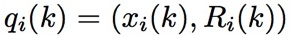 q_i(k) = (x_i(k), R_i(k))